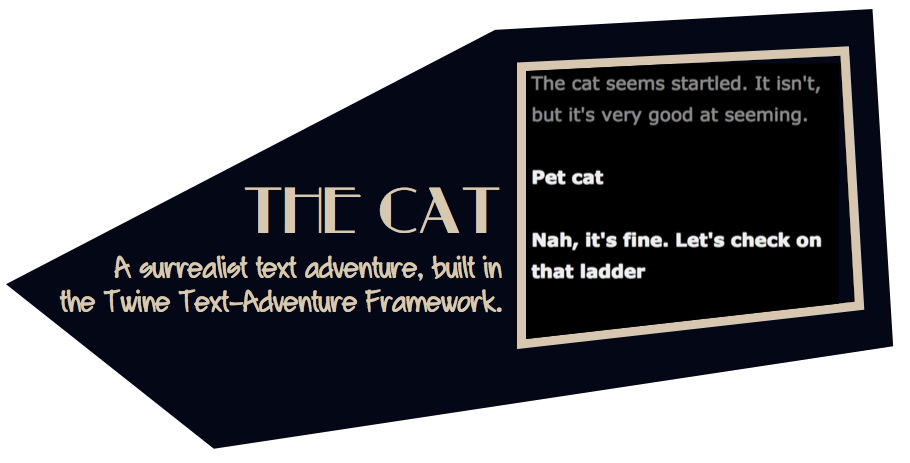 THE CAT
A surrealist text adventure, built in
the Twine Text-Adventure Framework.
The cat seems startled. It isn't,
but it's very good at seeming.
Pet cat
Nah, it's fine. Let's check on
that ladder